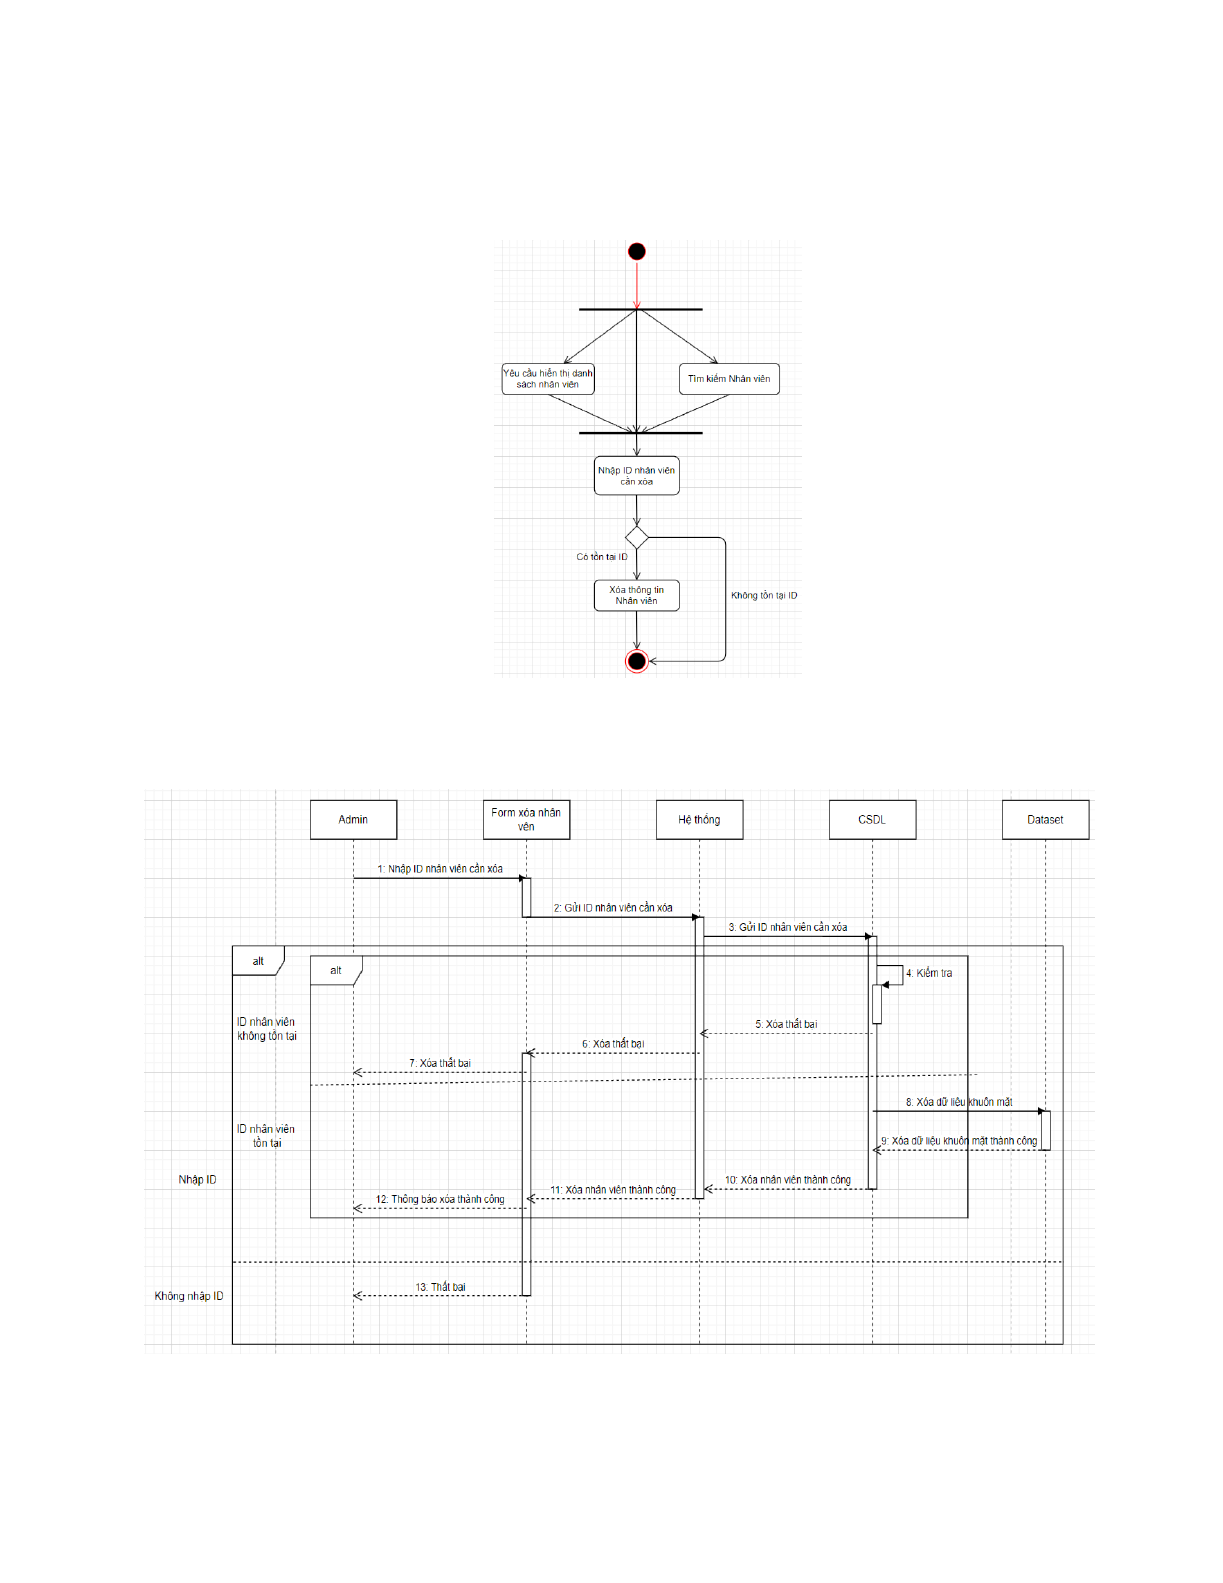 Yêu cầu hiển thị danh
sách nhân viên
Tìm kiếm Nhân viên
Nhập ID nhân viên
cần xóa
Có tồn tại ID
Xóa thông tin
Nhân viên
Không tồn tại ID
Admin
Form xóa nhân
vên
Hệ thống
CSDL
Dataset
1: Nhập ID nhân viên cần xóa
2: Gửi ID nhân viên cần xóa
3: Gửi ID nhân viên cần xóa
alt
alt
4: Kiểm tra
ID nhân viên
không tồn tại
5: Xóa thất bại
6: Xóa thất bại
7: Xóa thất bại
8: Xóa dữ liệu khuôn mặt
ID nhân viên
tồn tại
9: Xóa dữ liệu khuôn mặt thành công
Nhập ID
10: Xóa nhân viên thành công
11: Xóa nhân viên thành công
12: Thông báo xóa thành công
13: Thất bại
Không nhập ID